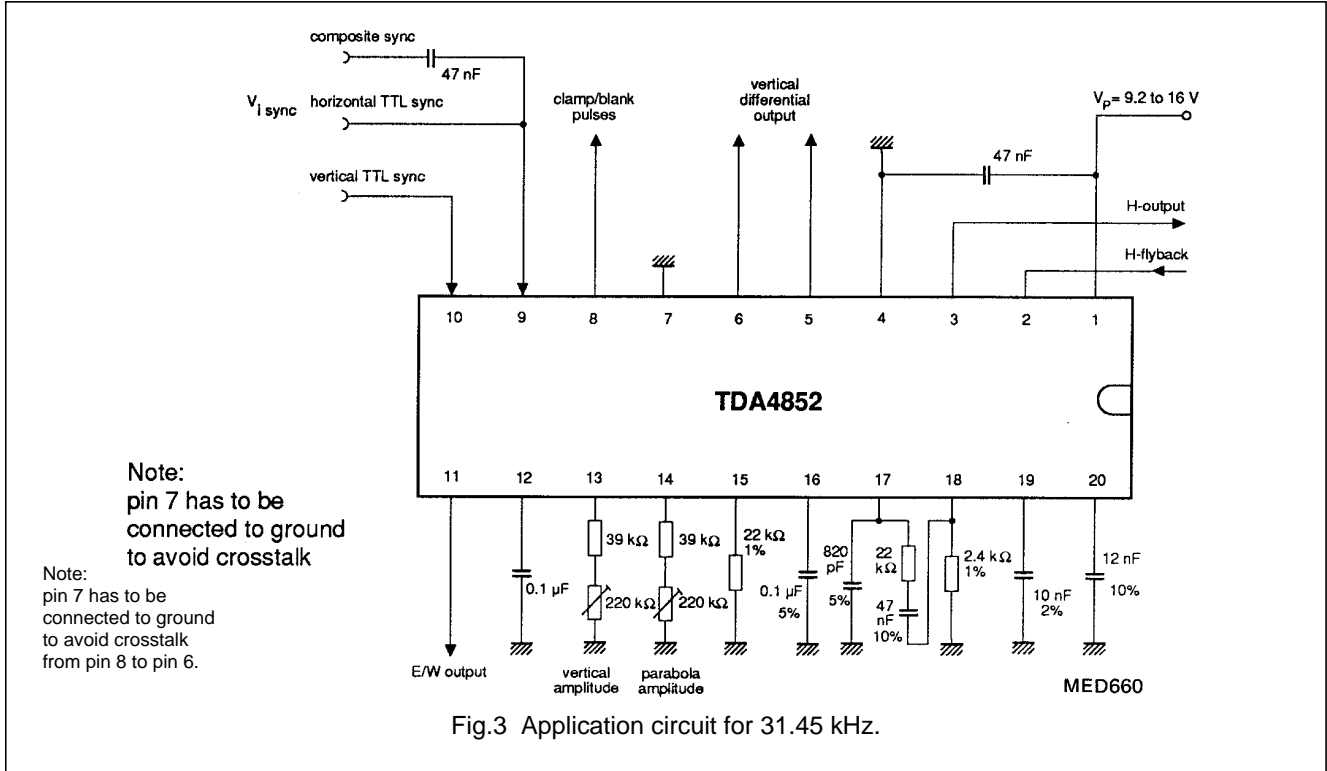 composite sync
47 nF
V i sync
horizontal TTL sync
vertical TTL sync
clamp/blank
pulses
vertical
differential
output
VP = 9.2 to 16 V
47 nF
H-output
H-flyback
10 9 8 7 6 5 4 3 2 1
TDA4852
11 12 13 14 15 16 17 18 19 20
Note:
pin 7 has to be
connected to ground
to avoid crosstalk
Note:
pin 7 has to be
connected to ground
to avoid crosstalk
from pin 8 to pin 6.
E/W output
0.1 µF
39 kΩ
220 kΩ
vertical
amplitude
39 kΩ
220 kΩ
parabola
amplitude
22 kΩ
1%
0.1 µF
5%
820
pF
5%
22
kΩ
47
nF
10%
2.4 kΩ
1%
10 nF
2%
12 nF
10%
MED660
Fig.3 Application circuit for 31.45 kHz.